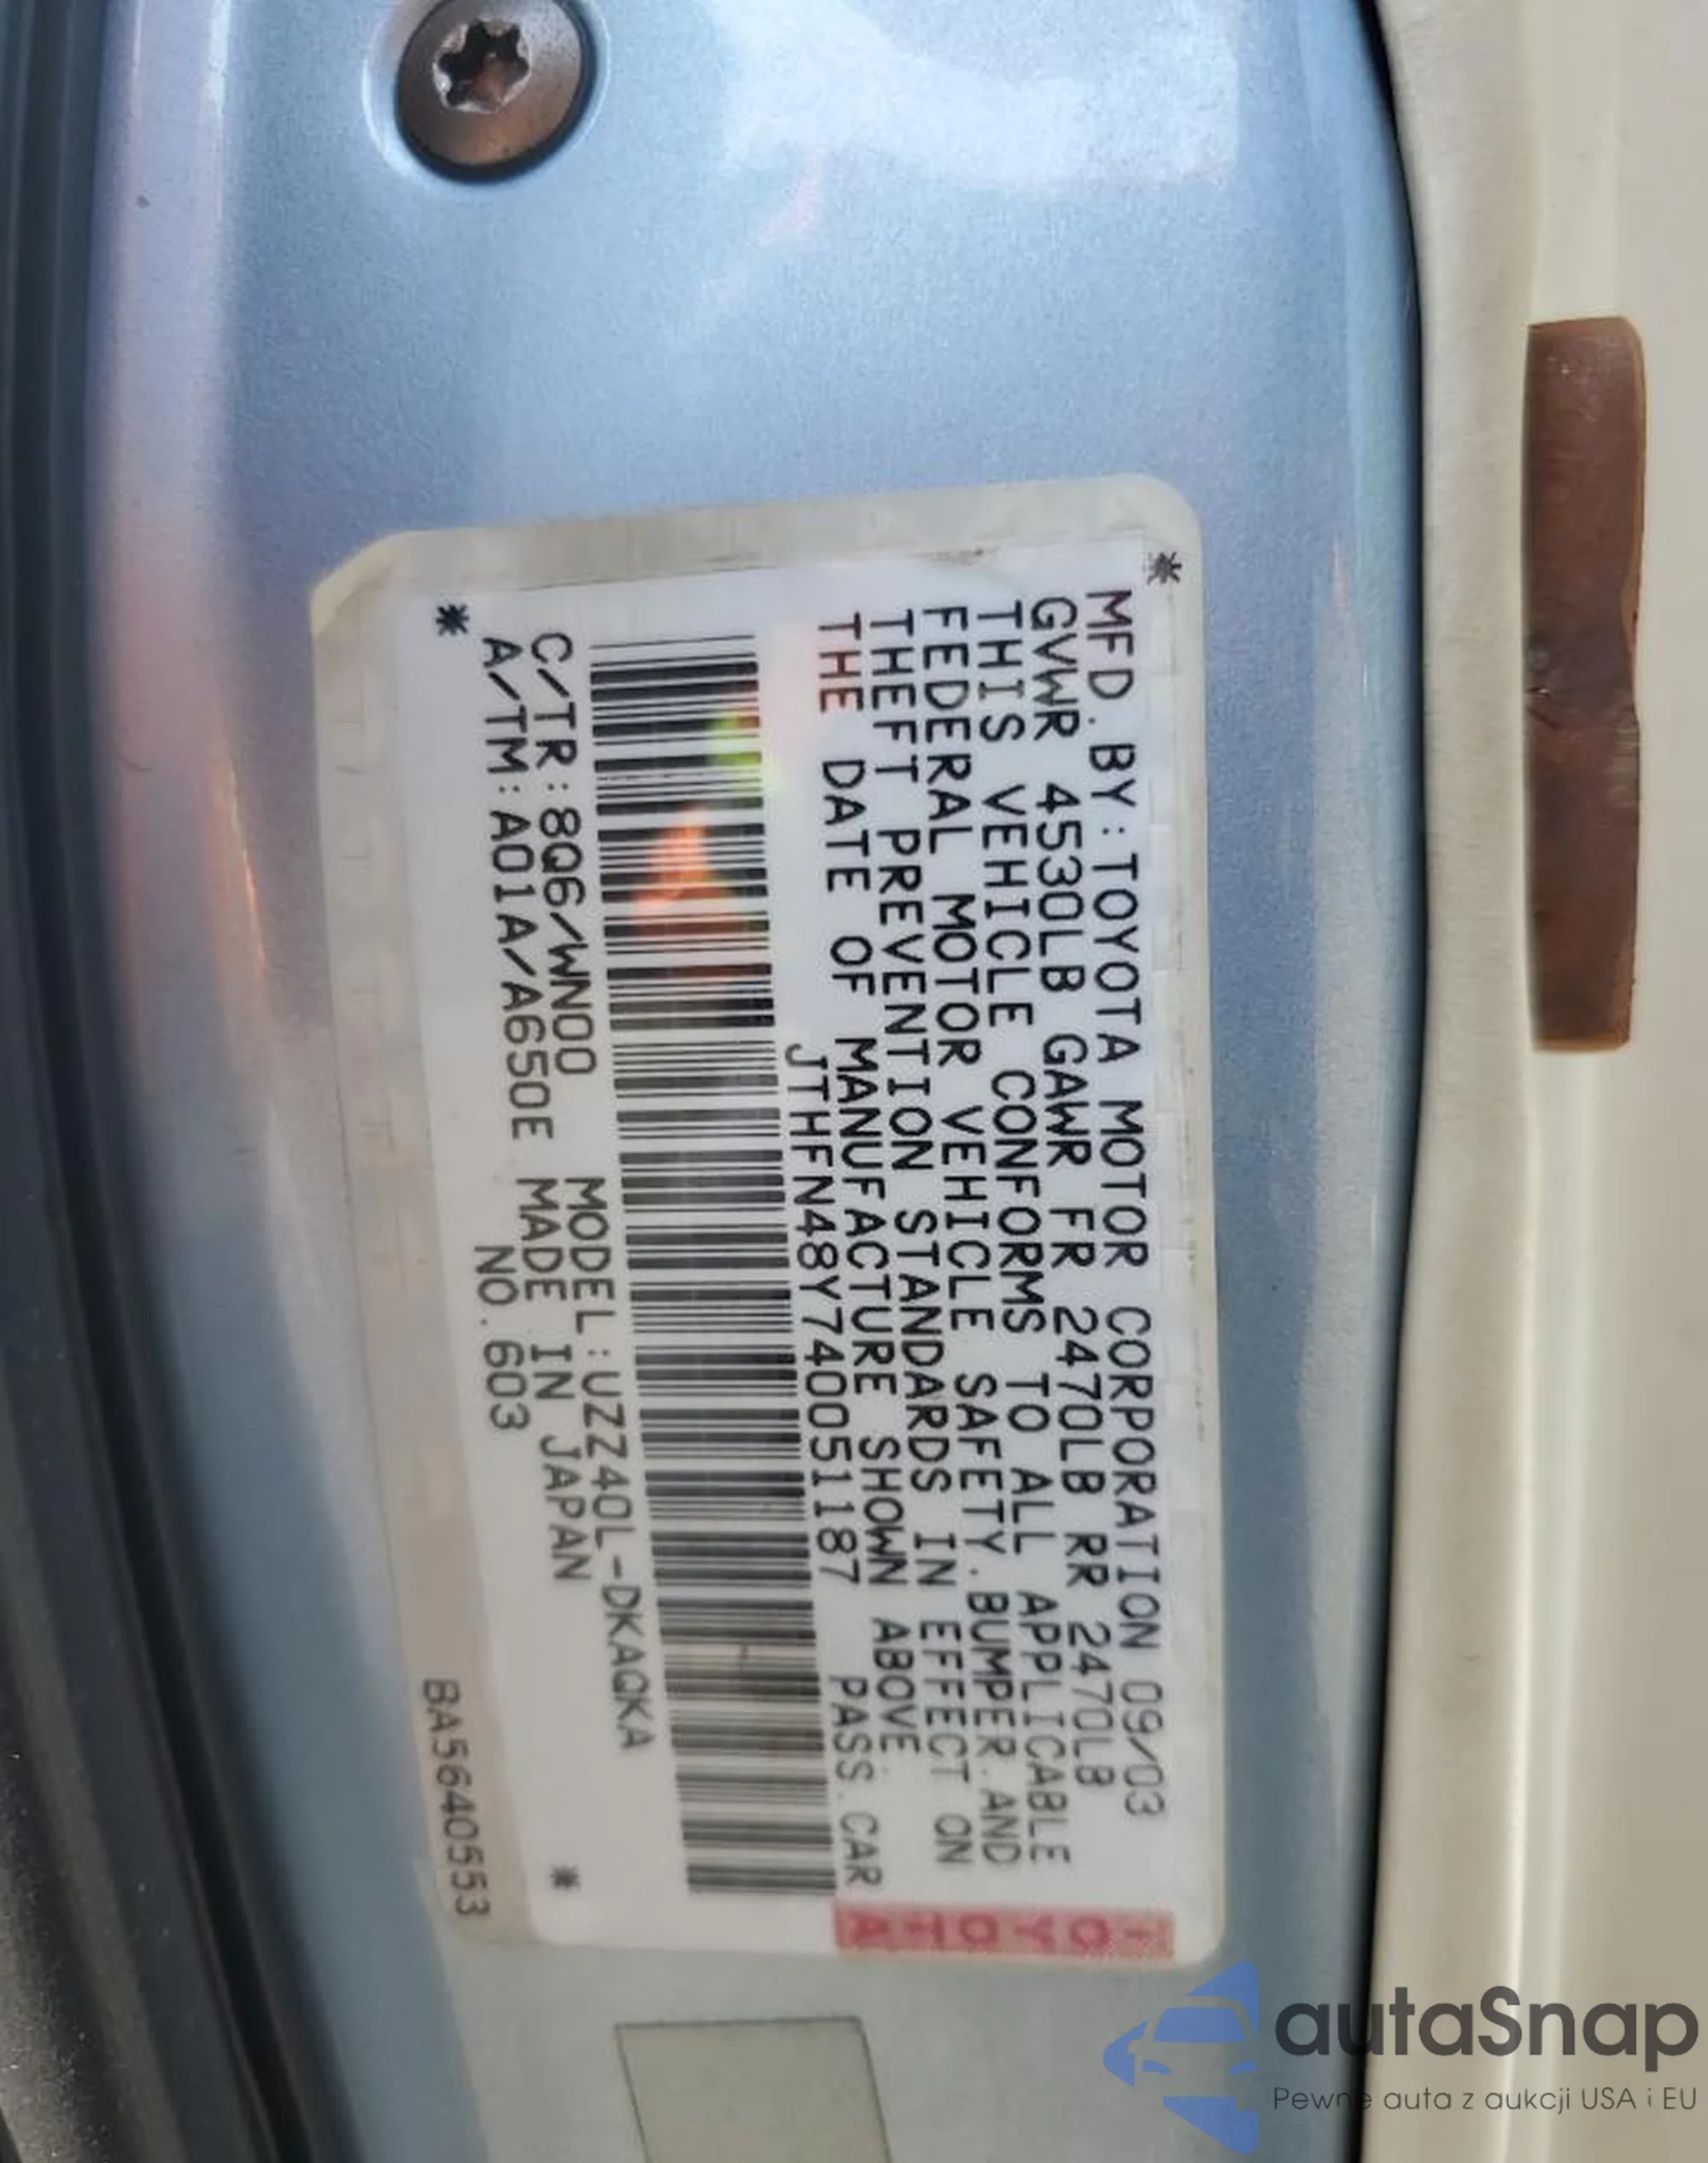 MFD.BY:TOYOTA MOTOR CORPORATION 09/03
GVWR 4530LB GAWR FR 2470LB RR 2470LB
THIS VEHICLE CONFORMS TO ALL APPLICABLE
FEDERAL MOTOR VEHICLE SAFETY.BUMPER.AND
THEFT PREVENTION STANDARDS IN EFFECT ON
THE DATE OF MANUFACTURE SHOWN ABOVE.
JTHFN48Y740051187 PASS.CAR
C/TR:8Q6/WN00 MODEL:UZZ40L-DKAQKA
A/TM:A01A/A650E MADE IN JAPAN
NO.603
BA5640553
TOYOTA
autaSnap
Pewne auta z aukcji USA i EU